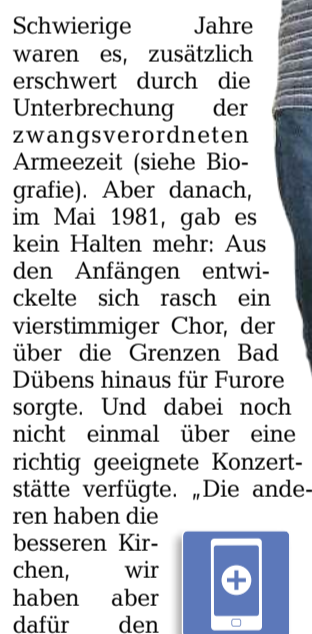 Schwierige Jahre
waren es, zusätzlich
erschwert durch die
Unterbrechung der
zwangsverordneten
Armeezeit (siehe Bio-
grafie). Aber danach,
im Mai 1981, gab es
kein Halten mehr: Aus
den Anfängen entwi-
ckelte sich rasch ein
vierstimmiger Chor, der
über die Grenzen Bad
Dübens hinaus für Furore
sorgte. Und dabei noch
nicht einmal über eine
richtig geeignete Konzert-
stätte verfügte. „Die ande-
ren haben die
besseren Kir-
chen, wir
haben aber
dafür den